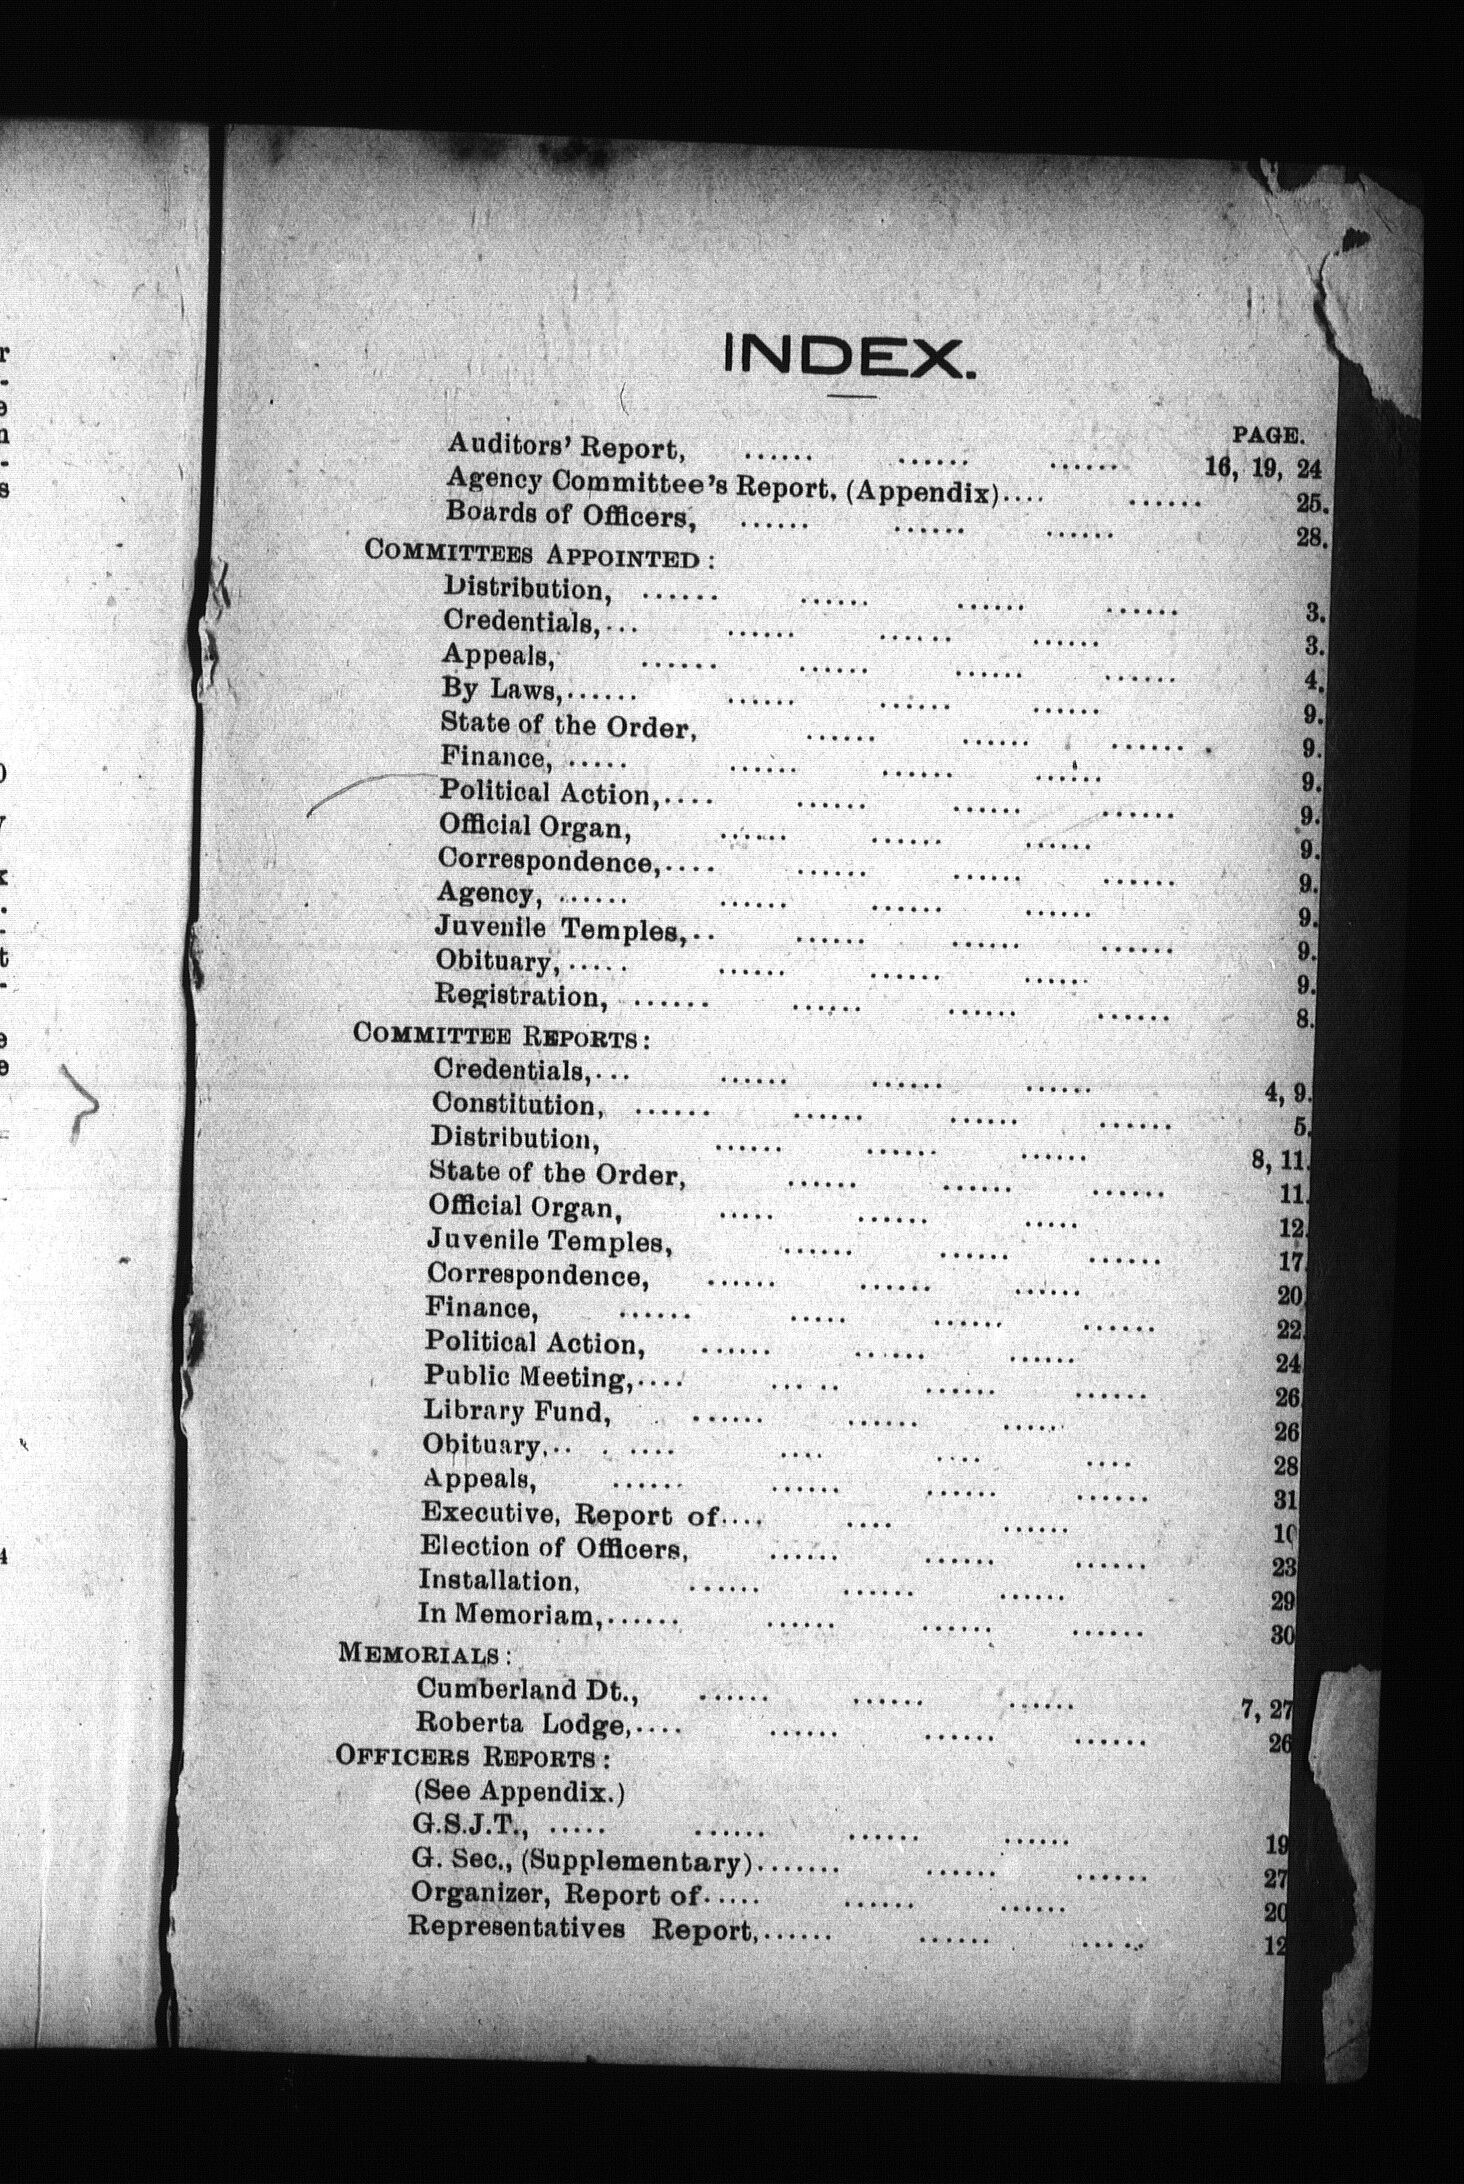 INDEX.
PAGE.
Auditors' Report, ...... ...... ...... 16, 19, 24
Agency Committee's Report, (Appendix).... ...... 25.
Boards of Officers, ...... ...... ...... 28.
COMMITTEES APPOINTED :
Distribution, ...... ...... ...... ...... 3.
Credentials,... ...... ...... ...... 3.
Appeals, ...... ...... ...... ...... 4.
By Laws,...... ...... ...... ...... 9.
State of the Order, ...... ...... ...... 9.
Finance, ..... ...... ...... ...... 9.
Political Action,.... ...... ...... ...... 9.
Official Organ, ...... ...... ...... 9.
Correspondence,.... ...... ...... ...... 9.
Agency, ...... ...... ...... ...... 9.
Juvenile Temples,.. ...... ...... ...... 9.
Obituary,..... ...... ...... ...... 9.
Registration, ...... ...... ...... ...... 8.
COMMITTEE REPORTS :
Credentials,... ...... ...... ...... 4, 9.
Constitution, ...... ...... ...... ...... 5.
Distribution, ...... ...... ...... 8, 11.
State of the Order, ...... ...... ...... 11.
Official Organ, ..... ...... ..... 12.
Juvenile Temples, ...... ...... ...... 17.
Correspondence, ...... ...... ...... 20
Finance, ...... ..... ...... ...... 22
Political Action, ...... ...... ...... 24
Public Meeting,.... ..... ...... ...... 26
Library Fund, ...... ...... ...... 26
Obituary,.. . .... .... .... .... 28
Appeals, ...... ...... ...... ...... 31
Executive, Report of.... .... ...... 10
Election of Officers, ...... ...... ...... 23
Installation, ...... ...... ...... 29
In Memoriam,...... ...... ...... ...... 30
MEMORIALS :
Cumberland Dt., ...... ...... ...... 7, 27
Roberta Lodge,.... ...... ...... ...... 26
OFFICERS REPORTS :
(See Appendix.)
G.S.J.T., ..... ...... ...... ...... 19
G. Sec., (Supplementary)....... ...... ...... 27
Organizer, Report of..... ...... ...... 20
Representatives Report,...... ...... ...... 12